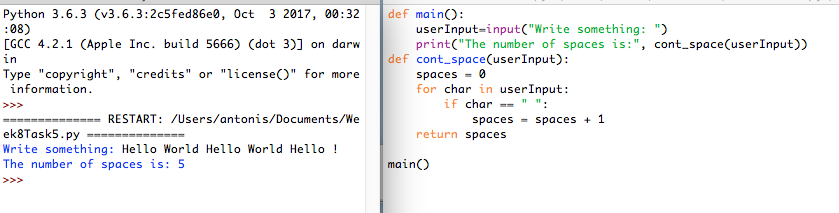 Python 3.6.3 (v3.6.3:2c5fed86e0, Oct  3 2017, 00:32
:08)
[GCC 4.2.1 (Apple Inc. build 5666) (dot 3)] on darw
in
Type "copyright", "credits" or "license()" for more
 information.
>>>
============== RESTART: /Users/antonis/Documents/We
ek8Task5.py ==============
Write something: Hello World Hello World Hello !
The number of spaces is: 5
>>>
def main():
    userInput=input("Write something: ")
    print("The number of spaces is:", cont_space(userInput))
def cont_space(userInput):
    spaces = 0
    for char in userInput:
        if char == " ":
            spaces = spaces + 1
    return spaces

main()